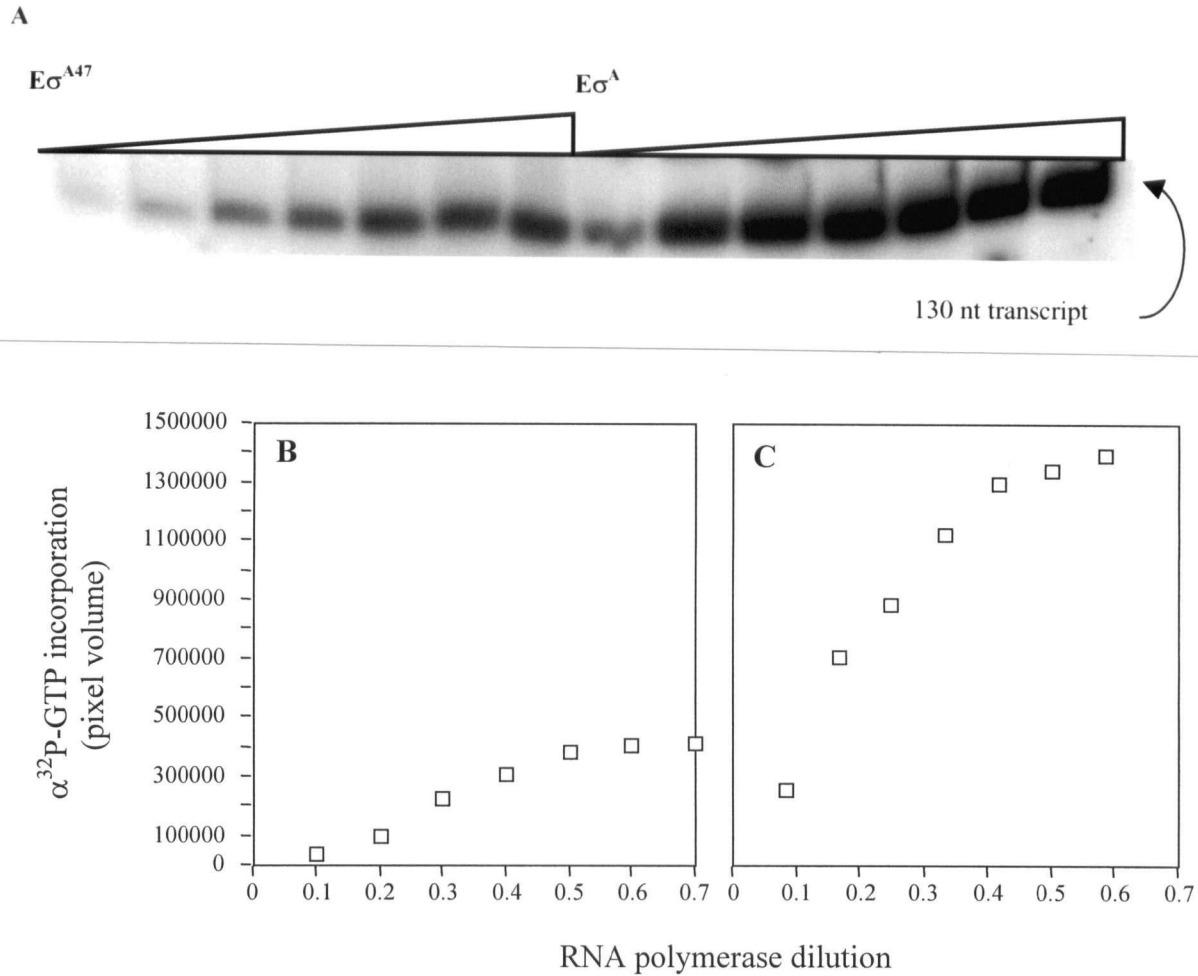 A
Eσ^A47
Eσ^A
130 nt transcript
1500000
1300000
1100000
900000
700000
500000
300000
100000
0
α^32P-GTP incorporation
(pixel volume)
B
0 0.1 0.2 0.3 0.4 0.5 0.6 0.7
C
0 0.1 0.2 0.3 0.4 0.5 0.6 0.7
RNA polymerase dilution